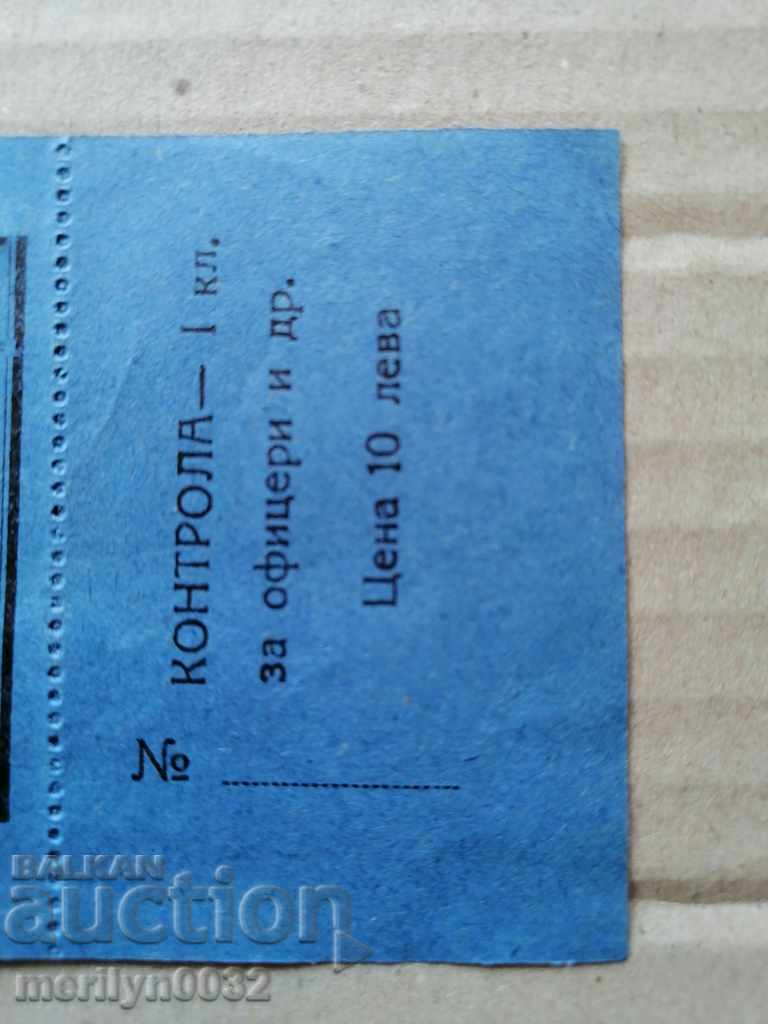 № ....................
КОНТРОЛА — I кл.
за офицери и др.
Цена 10 лева
BALKAN
auction
merilyn0032